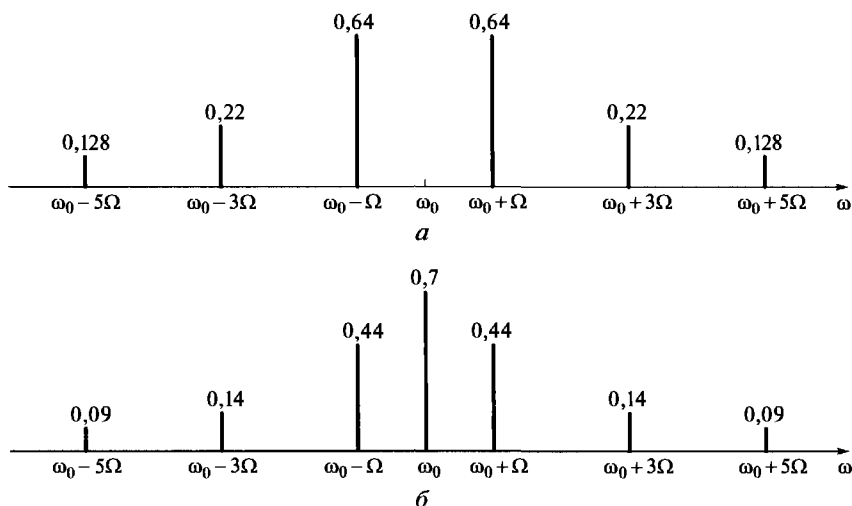 0,64 0,64
0,22 0,22
0,128 0,128
ω₀ − 5Ω ω₀ − 3Ω ω₀ − Ω ω₀ ω₀ + Ω ω₀ + 3Ω ω₀ + 5Ω ω
а
0,7
0,44 0,44
0,14 0,14
0,09 0,09
ω₀ − 5Ω ω₀ − 3Ω ω₀ − Ω ω₀ ω₀ + Ω ω₀ + 3Ω ω₀ + 5Ω ω
б